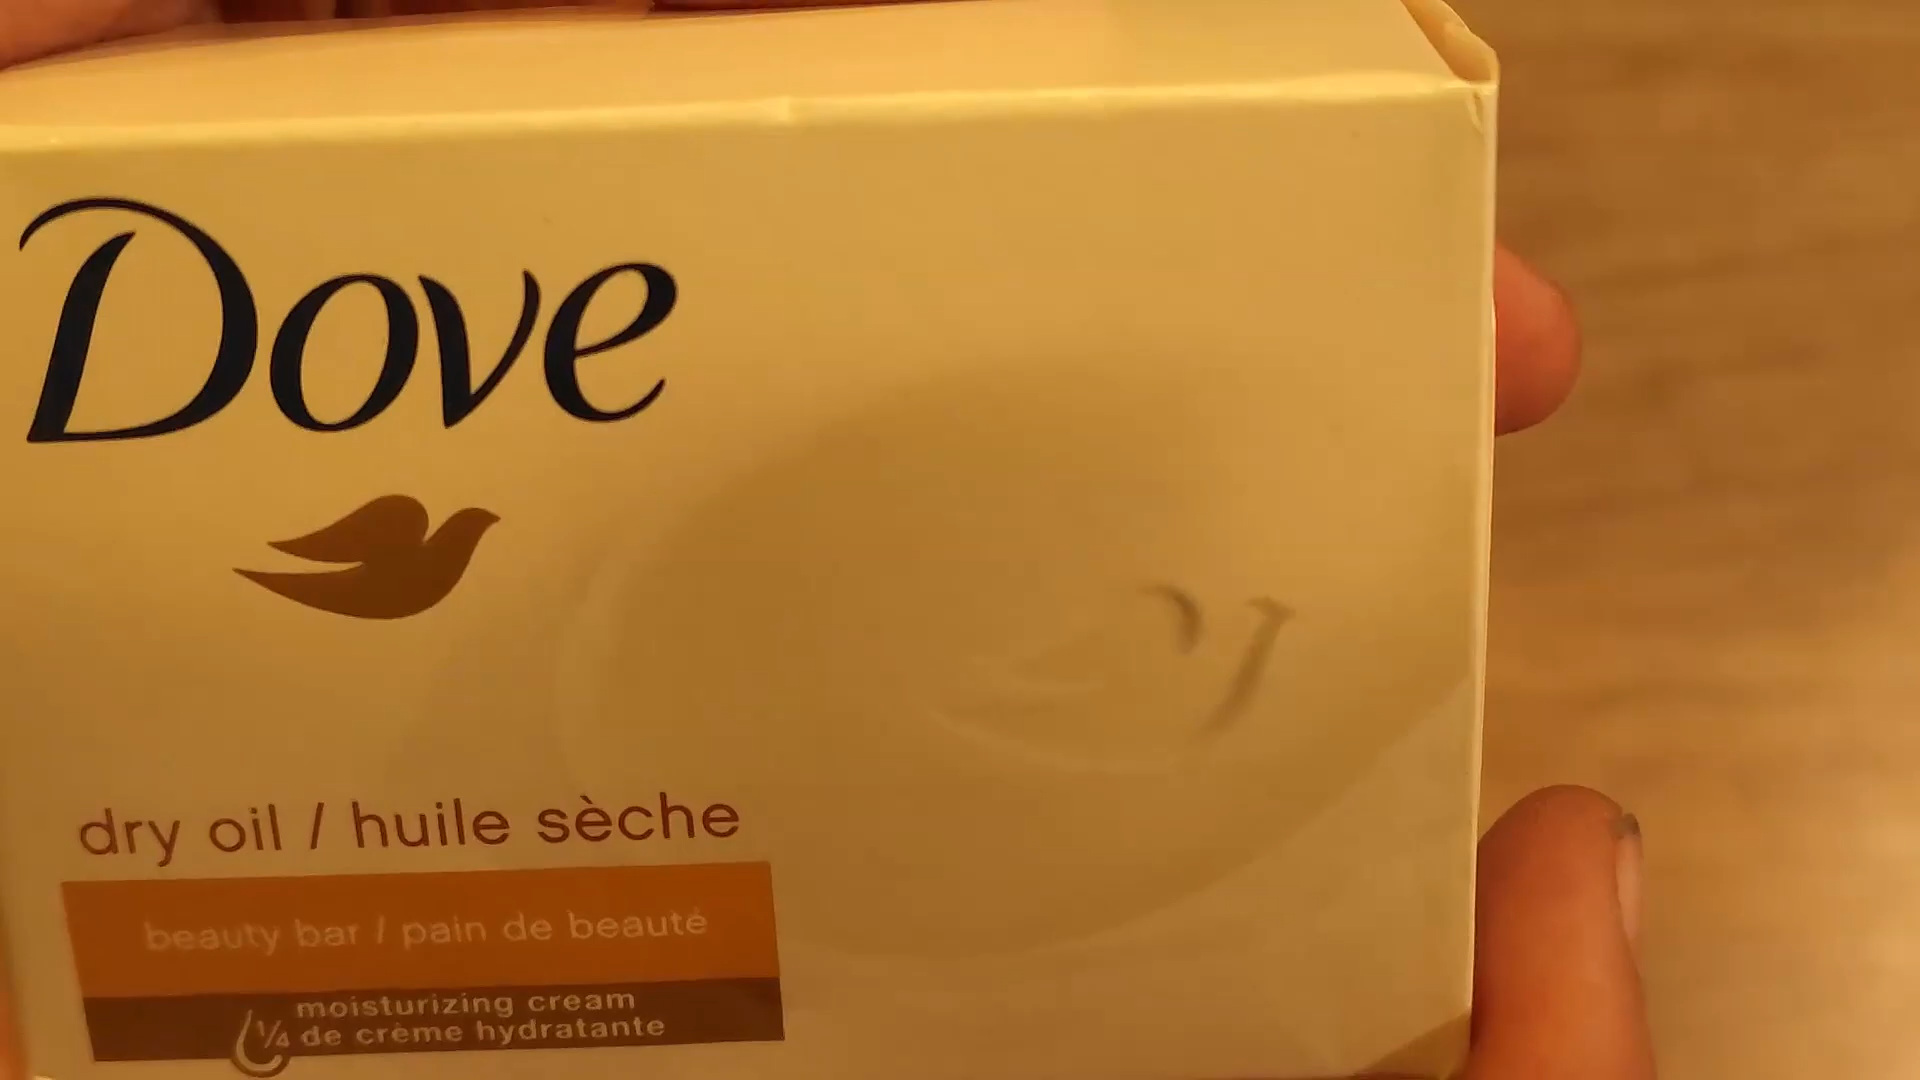 Dove
dry oil / huile sèche
beauty bar / pain de beauté
moisturizing cream
1/4 de crème hydratante